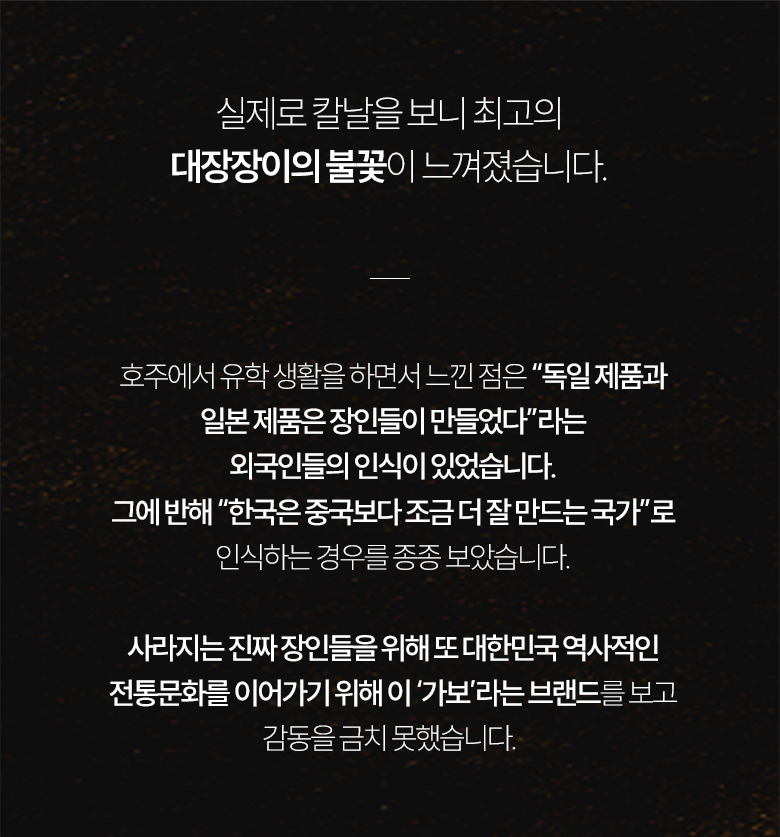 실제로 칼날을 보니 최고의
대장장이의 불꽃이 느껴졌습니다.
호주에서 유학 생활을 하면서 느낀 점은 “독일 제품과
일본 제품은 장인들이 만들었다”라는
외국인들의 인식이 있었습니다.
그에 반해 “한국은 중국보다 조금 더 잘 만드는 국가”로
인식하는 경우를 종종 보았습니다.
사라지는 진짜 장인들을 위해 또 대한민국 역사적인
전통문화를 이어가기 위해 이 ‘가보’라는 브랜드를 보고
감동을 금치 못했습니다.